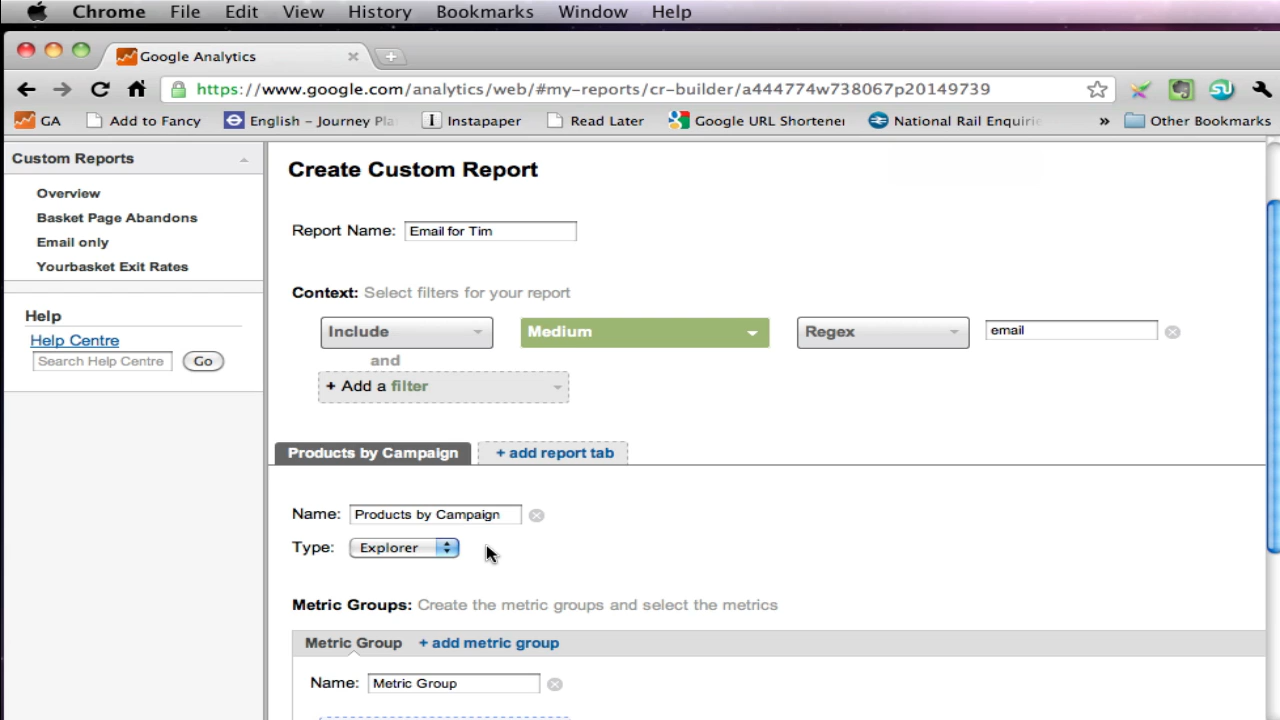 Chrome File Edit View History Bookmarks Window Help
Google Analytics
https://www.google.com/analytics/web/#my-reports/cr-builder/a444774w738067p20149739
GA Add to Fancy English – Journey Pla Instapaper Read Later Google URL Shortener National Rail Enquirie » Other Bookmarks
Custom Reports
Overview
Basket Page Abandons
Email only
Yourbasket Exit Rates
Help
Help Centre
Search Help Centre Go
Create Custom Report
Report Name: Email for Tim
Context: Select filters for your report
Include Medium Regex email
and
+ Add a filter
Products by Campaign + add report tab
Name: Products by Campaign
Type: Explorer
Metric Groups: Create the metric groups and select the metrics
Metric Group + add metric group
Name: Metric Group